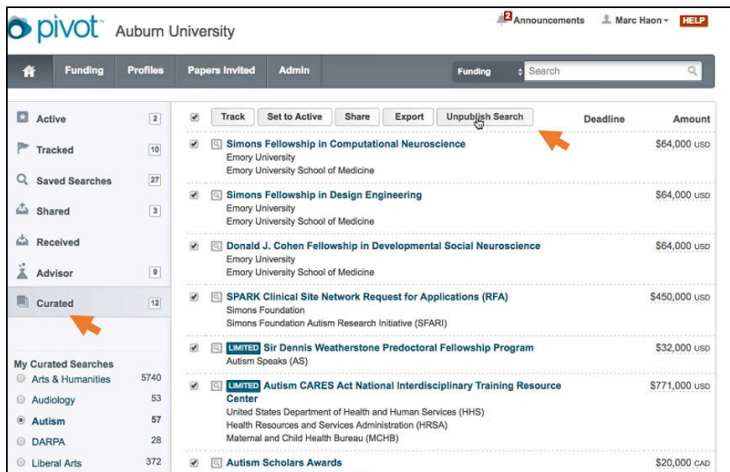 pivot Auburn University
2 Announcements Marc Haon HELP
Funding Profiles Papers Invited Admin Funding Search
Active 2
Tracked 10
Saved Searches 27
Shared 3
Received
Advisor 9
Curated 12
My Curated Searches
Arts & Humanities 5740
Audiology 53
Autism 57
DARPA 28
Liberal Arts 372
Track Set to Active Share Export Unpublish Search Deadline Amount
Simons Fellowship in Computational Neuroscience $64,000 USD
Emory University
Emory University School of Medicine
Simons Fellowship in Design Engineering $64,000 USD
Emory University
Emory University School of Medicine
Donald J. Cohen Fellowship in Developmental Social Neuroscience $64,000 USD
Emory University
Emory University School of Medicine
SPARK Clinical Site Network Request for Applications (RFA) $450,000 USD
Simons Foundation
Simons Foundation Autism Research Initiative (SFARI)
LIMITED Sir Dennis Weatherstone Predoctoral Fellowship Program $32,000 USD
Autism Speaks (AS)
LIMITED Autism CARES Act National Interdisciplinary Training Resource $771,000 USD
Center
United States Department of Health and Human Services (HHS)
Health Resources and Services Administration (HRSA)
Maternal and Child Health Bureau (MCHB)
Autism Scholars Awards $20,000 CAD